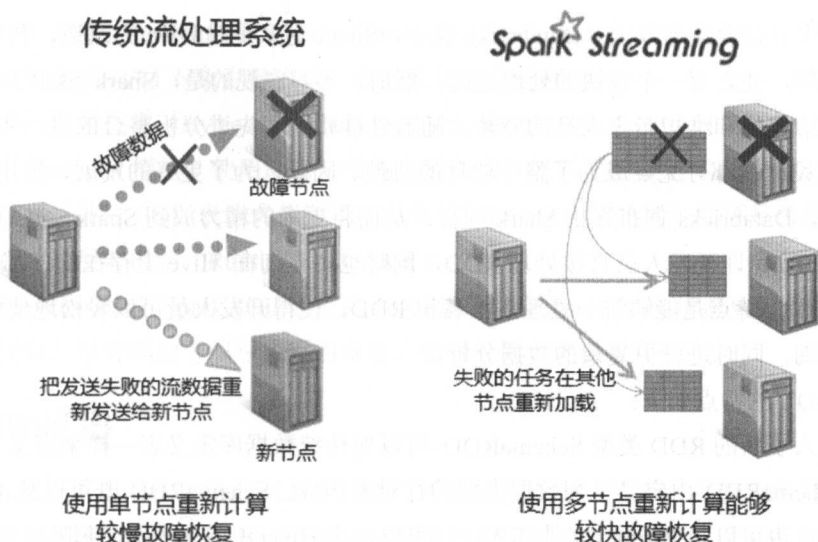 传统流处理系统
故障数据
故障节点
把发送失败的流数据重
新发送给新节点
新节点
使用单节点重新计算
较慢故障恢复
Spark Streaming
失败的任务在其他
节点重新加载
使用多节点重新计算能够
较快故障恢复